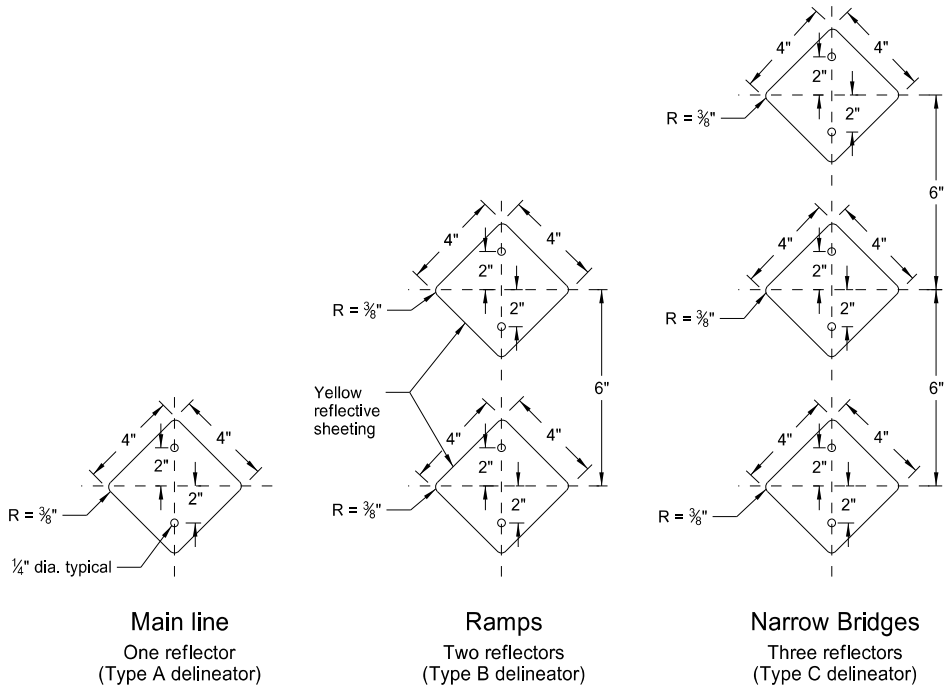 4"
4"
2"
2"
R = ⅜"
6"
4"
4"
2"
2"
R = ⅜"
4"
4"
2"
2"
R = ⅜"
6"
6"
Yellow
reflective
sheeting
4"
4"
2"
2"
R = ⅜"
¼" dia. typical
4"
4"
2"
2"
R = ⅜"
4"
4"
2"
2"
R = ⅜"
Main line
One reflector
(Type A delineator)
Ramps
Two reflectors
(Type B delineator)
Narrow Bridges
Three reflectors
(Type C delineator)